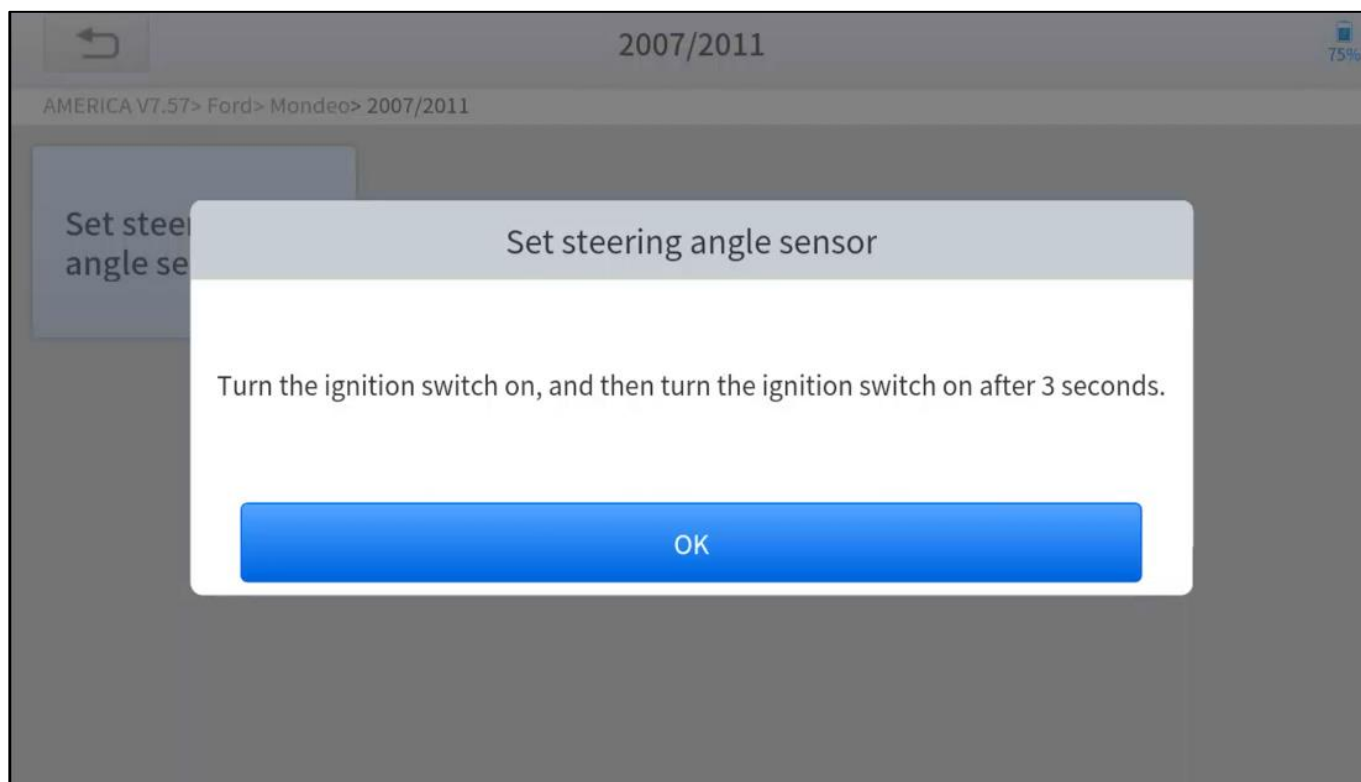 2007/2011
75%
AMERICA V7.57> Ford> Mondeo> 2007/2011
Set steering angle sensor
Turn the ignition switch on, and then turn the ignition switch on after 3 seconds.
OK
Set stee
angle se